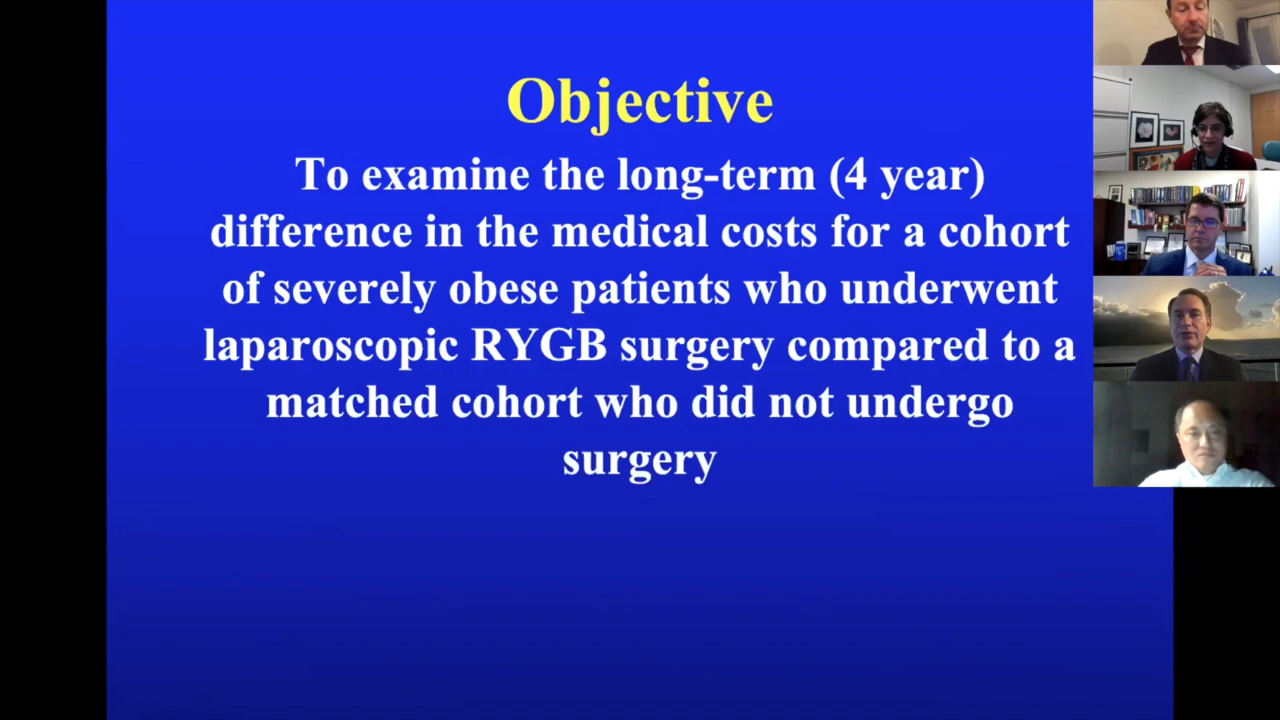 Objective
To examine the long-term (4 year)
difference in the medical costs for a cohort
of severely obese patients who underwent
laparoscopic RYGB surgery compared to a
matched cohort who did not undergo
surgery